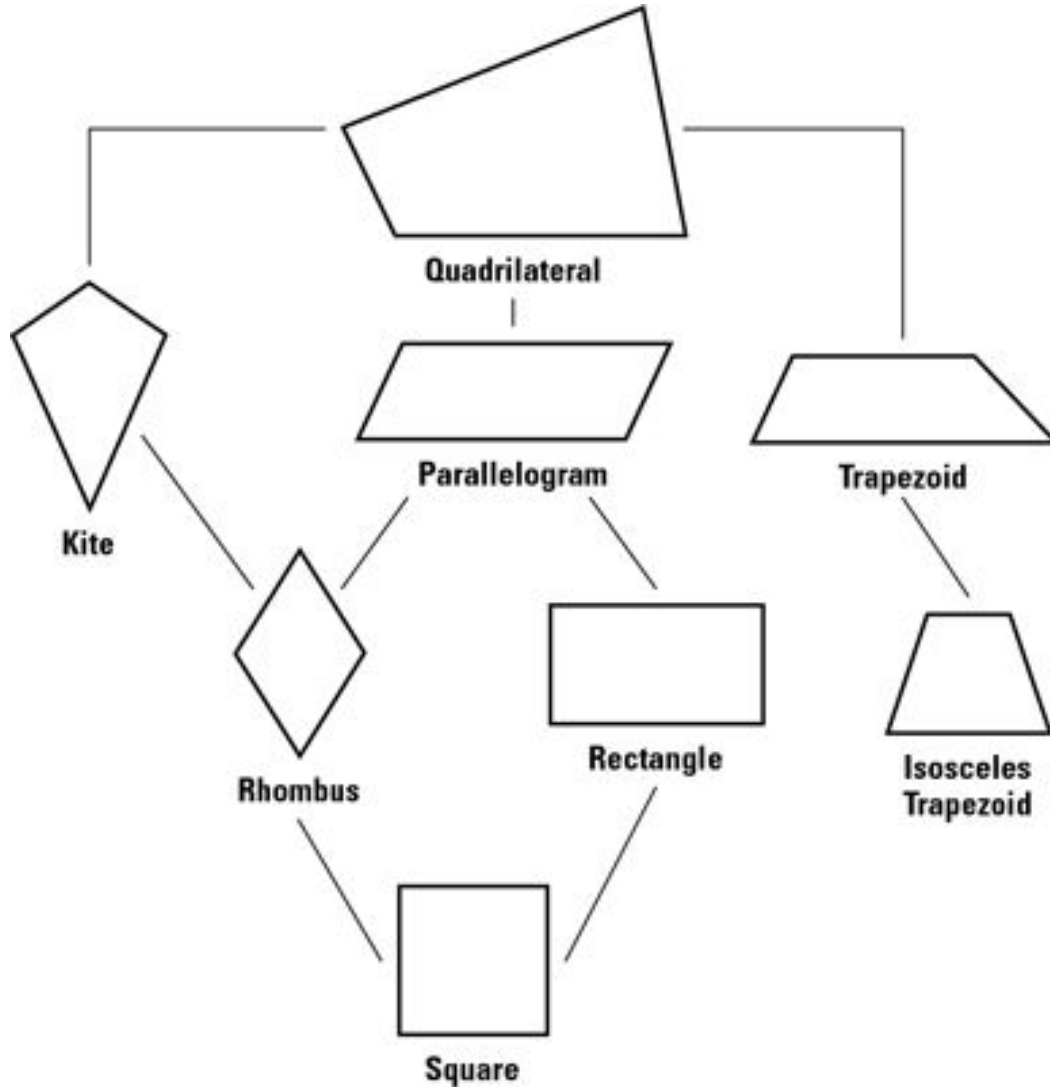 Quadrilateral
Parallelogram
Trapezoid
Kite
Rhombus
Rectangle
Isosceles
Trapezoid
Square